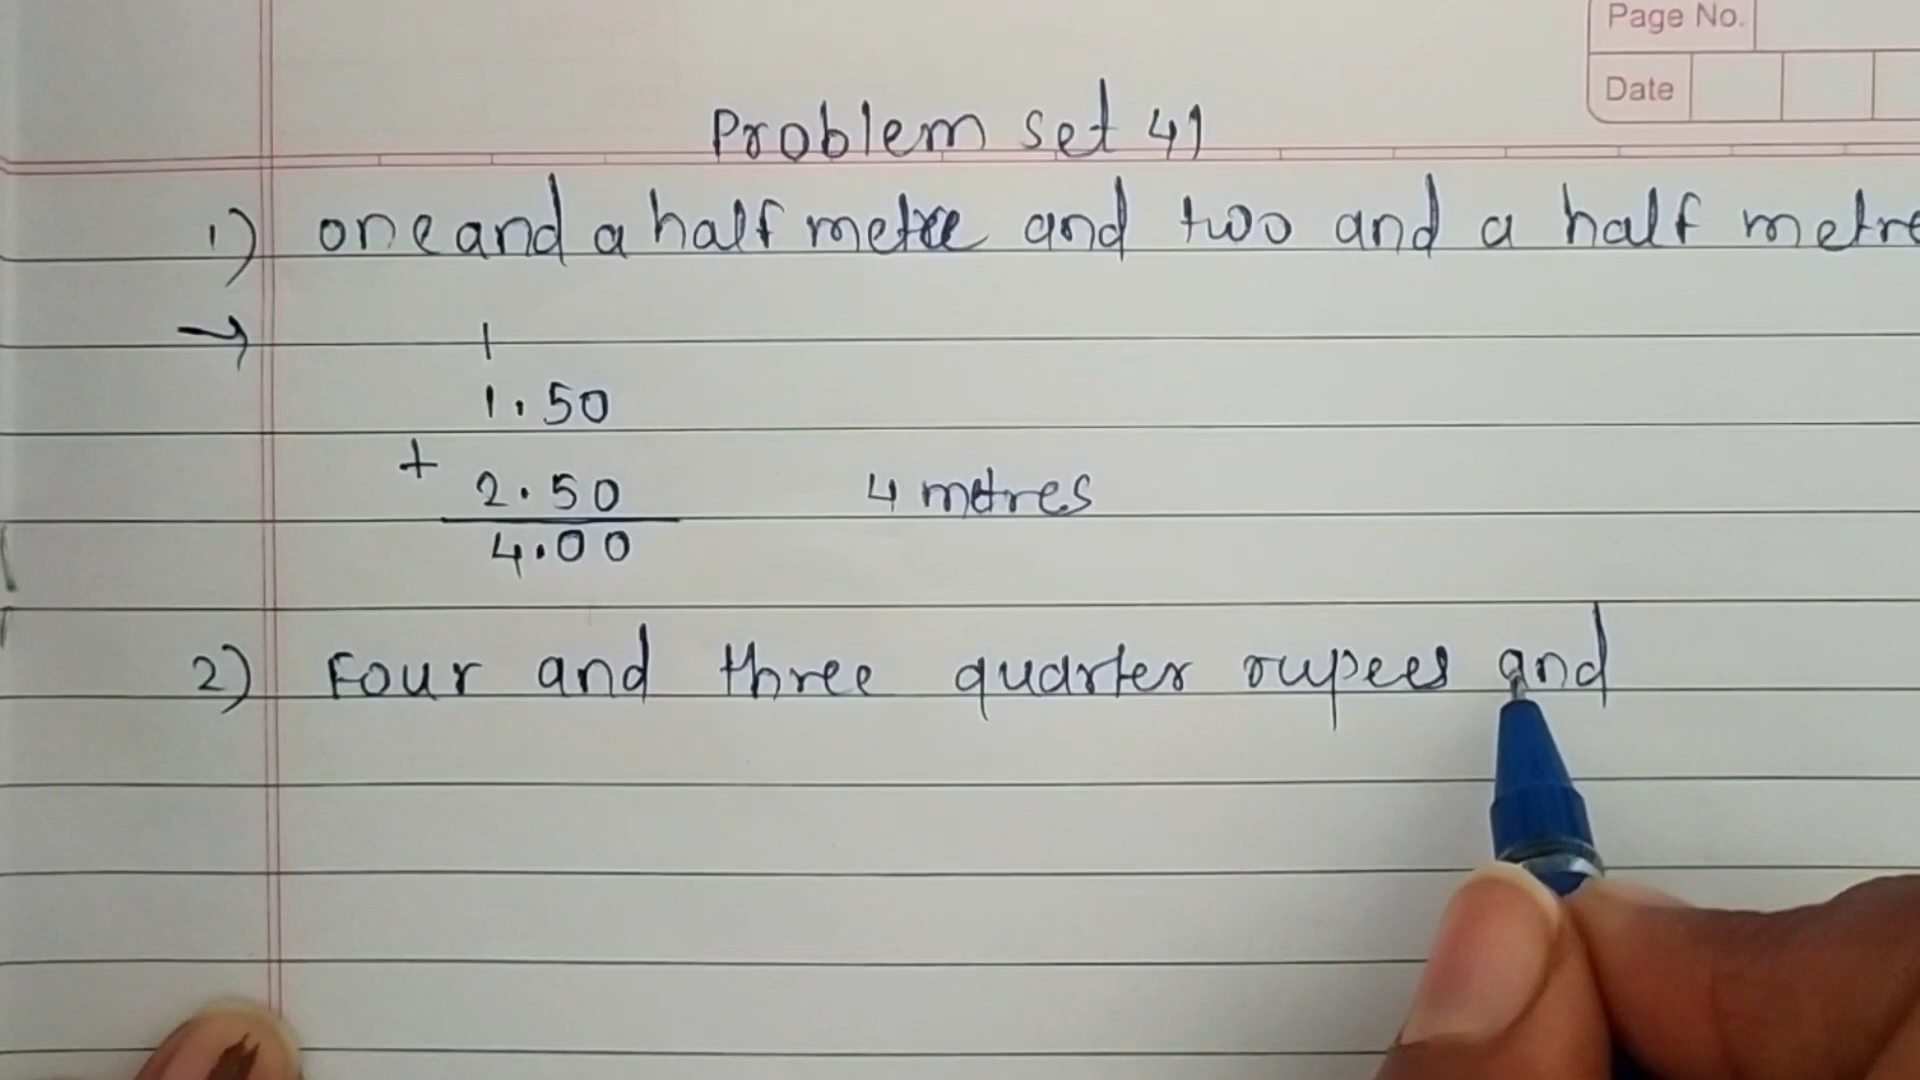 Page No.
Date
Problem set 41
1) one and a half metre and two and a half metre
→ 1
1.50
+ 2.50 4 metres
4.00
2) Four and three quarter rupees and